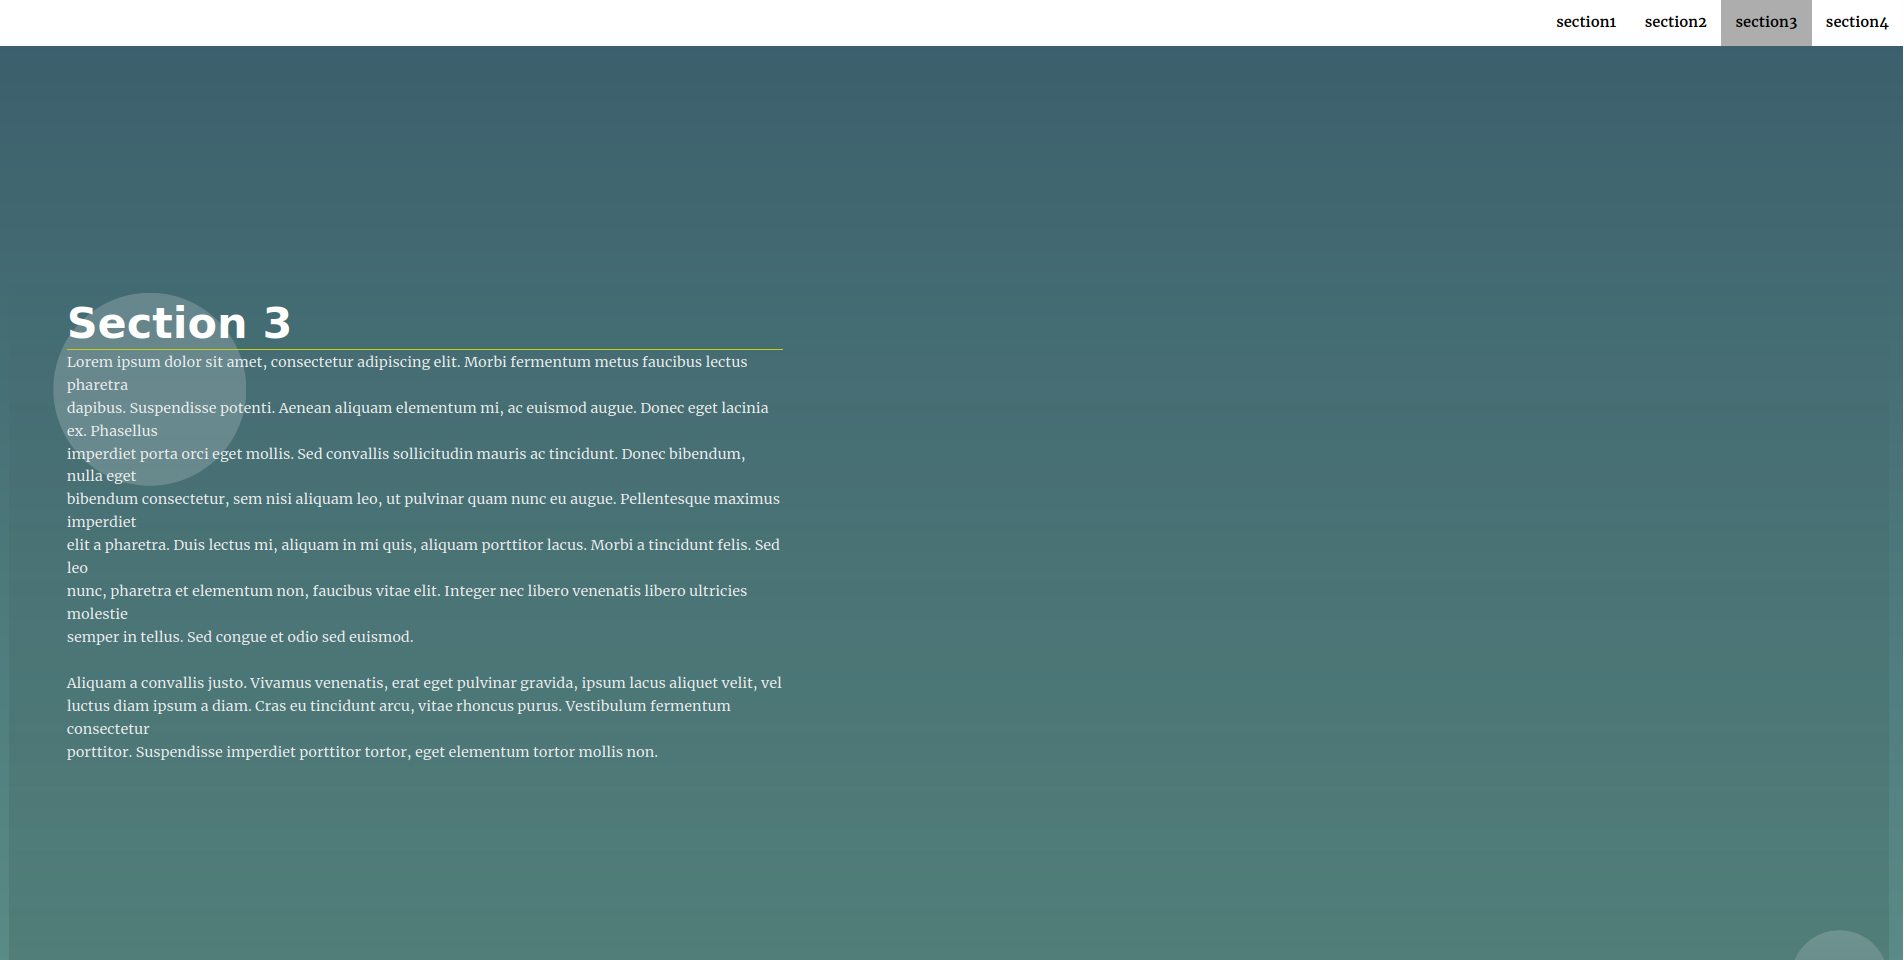 section1 section2 section3 section4
Section 3
Lorem ipsum dolor sit amet, consectetur adipiscing elit. Morbi fermentum metus faucibus lectus
pharetra
dapibus. Suspendisse potenti. Aenean aliquam elementum mi, ac euismod augue. Donec eget lacinia
ex. Phasellus
imperdiet porta orci eget mollis. Sed convallis sollicitudin mauris ac tincidunt. Donec bibendum,
nulla eget
bibendum consectetur, sem nisi aliquam leo, ut pulvinar quam nunc eu augue. Pellentesque maximus
imperdiet
elit a pharetra. Duis lectus mi, aliquam in mi quis, aliquam porttitor lacus. Morbi a tincidunt felis. Sed
leo
nunc, pharetra et elementum non, faucibus vitae elit. Integer nec libero venenatis libero ultricies
molestie
semper in tellus. Sed congue et odio sed euismod.
Aliquam a convallis justo. Vivamus venenatis, erat eget pulvinar gravida, ipsum lacus aliquet velit, vel
luctus diam ipsum a diam. Cras eu tincidunt arcu, vitae rhoncus purus. Vestibulum fermentum
consectetur
porttitor. Suspendisse imperdiet porttitor tortor, eget elementum tortor mollis non.